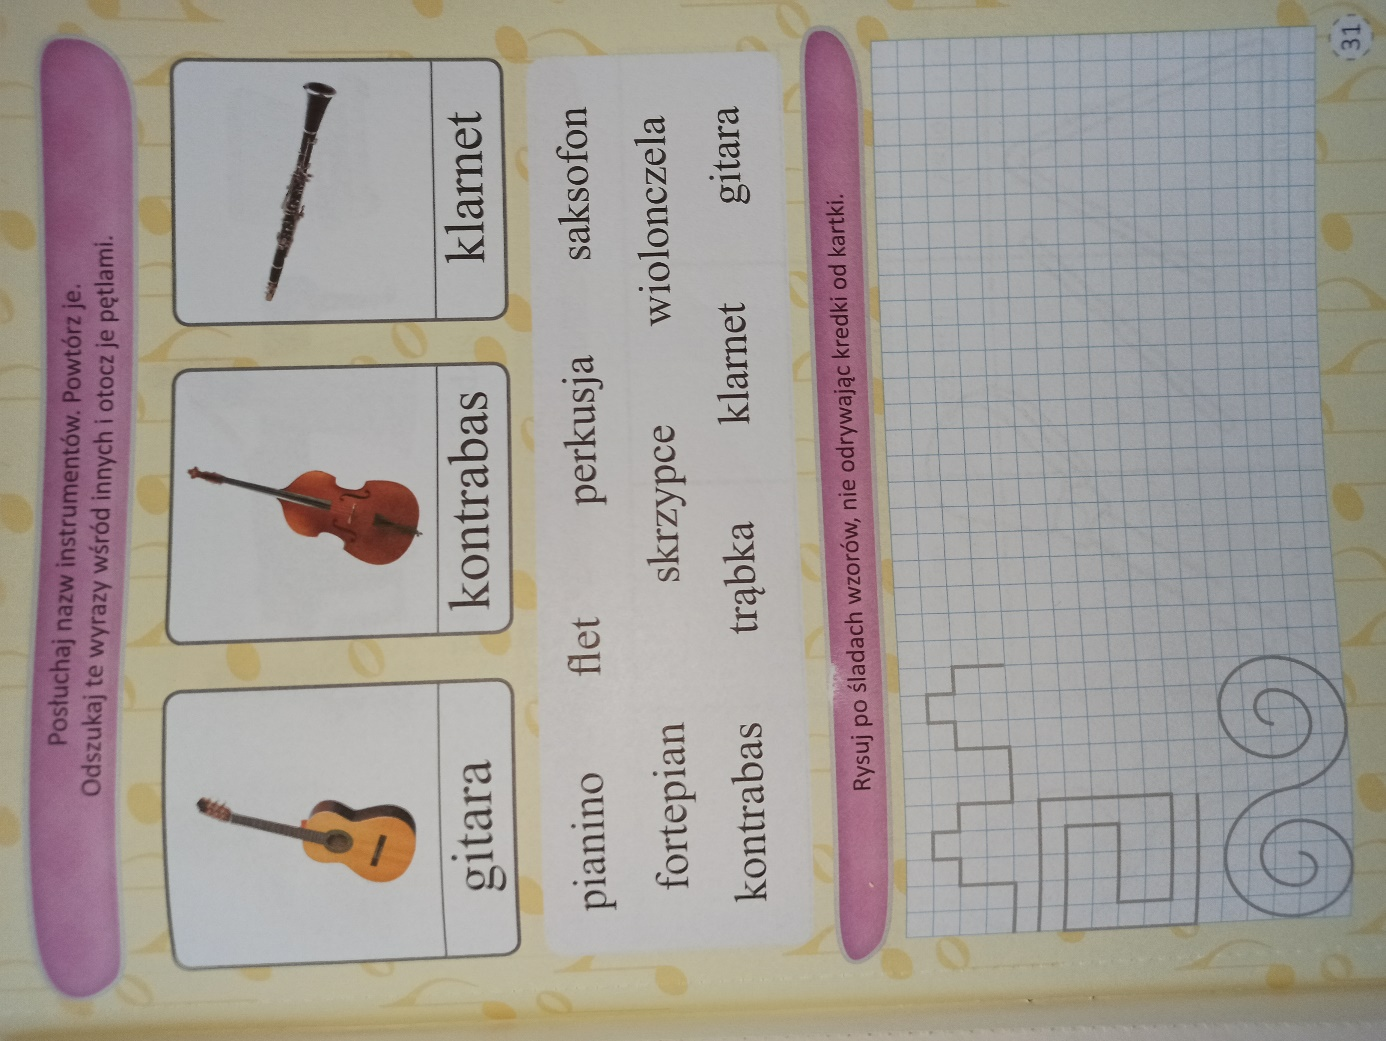 Posłuchaj nazw instrumentów. Powtórz je.
Odszukaj te wyrazy wśród innych i otocz je pętlami.
gitara
kontrabas
klarnet
pianino flet perkusja saksofon
fortepian skrzypce wiolonczela
kontrabas trąbka klarnet gitara
Rysuj po śladach wzorów, nie odrywając kredki od kartki.
31